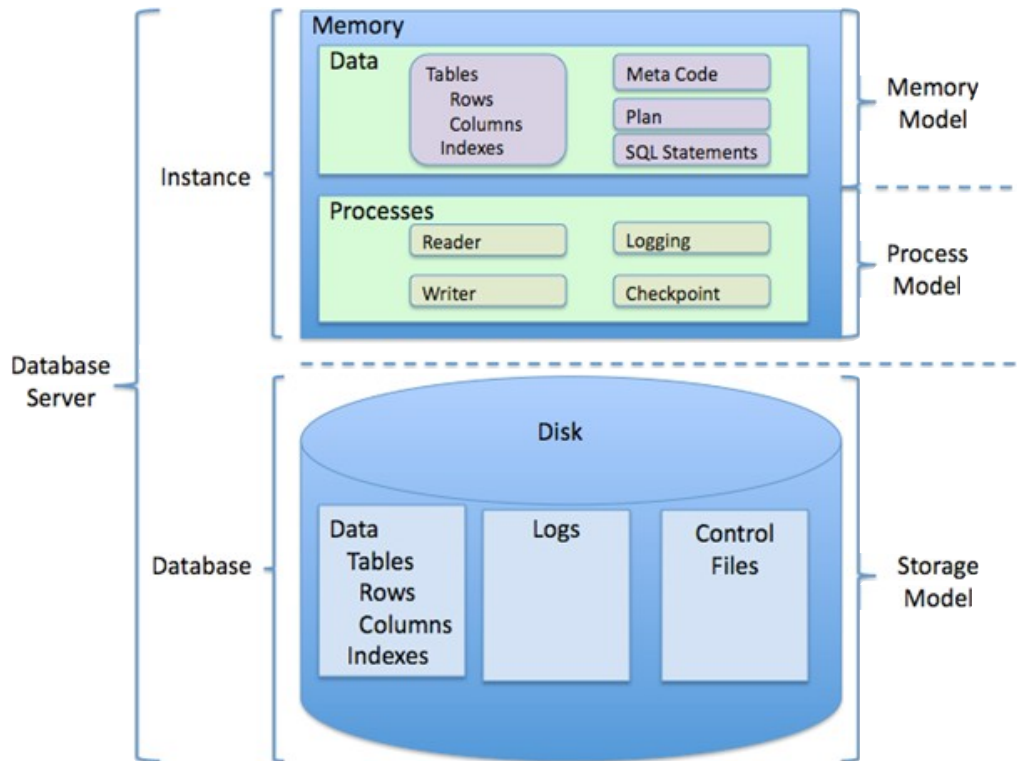 Memory
Data
Tables
Rows
Columns
Indexes
Meta Code
Plan
SQL Statements
Memory
Model
Instance
Processes
Reader
Logging
Writer
Checkpoint
Process
Model
Database
Server
Disk
Data
Tables
Rows
Columns
Indexes
Logs
Control
Files
Database
Storage
Model